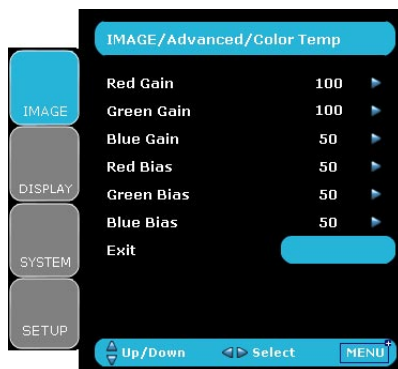 IMAGE/Advanced/Color Temp
IMAGE
DISPLAY
SYSTEM
SETUP
Red Gain 100
Green Gain 100
Blue Gain 50
Red Bias 50
Green Bias 50
Blue Bias 50
Exit
Up/Down Select MENU